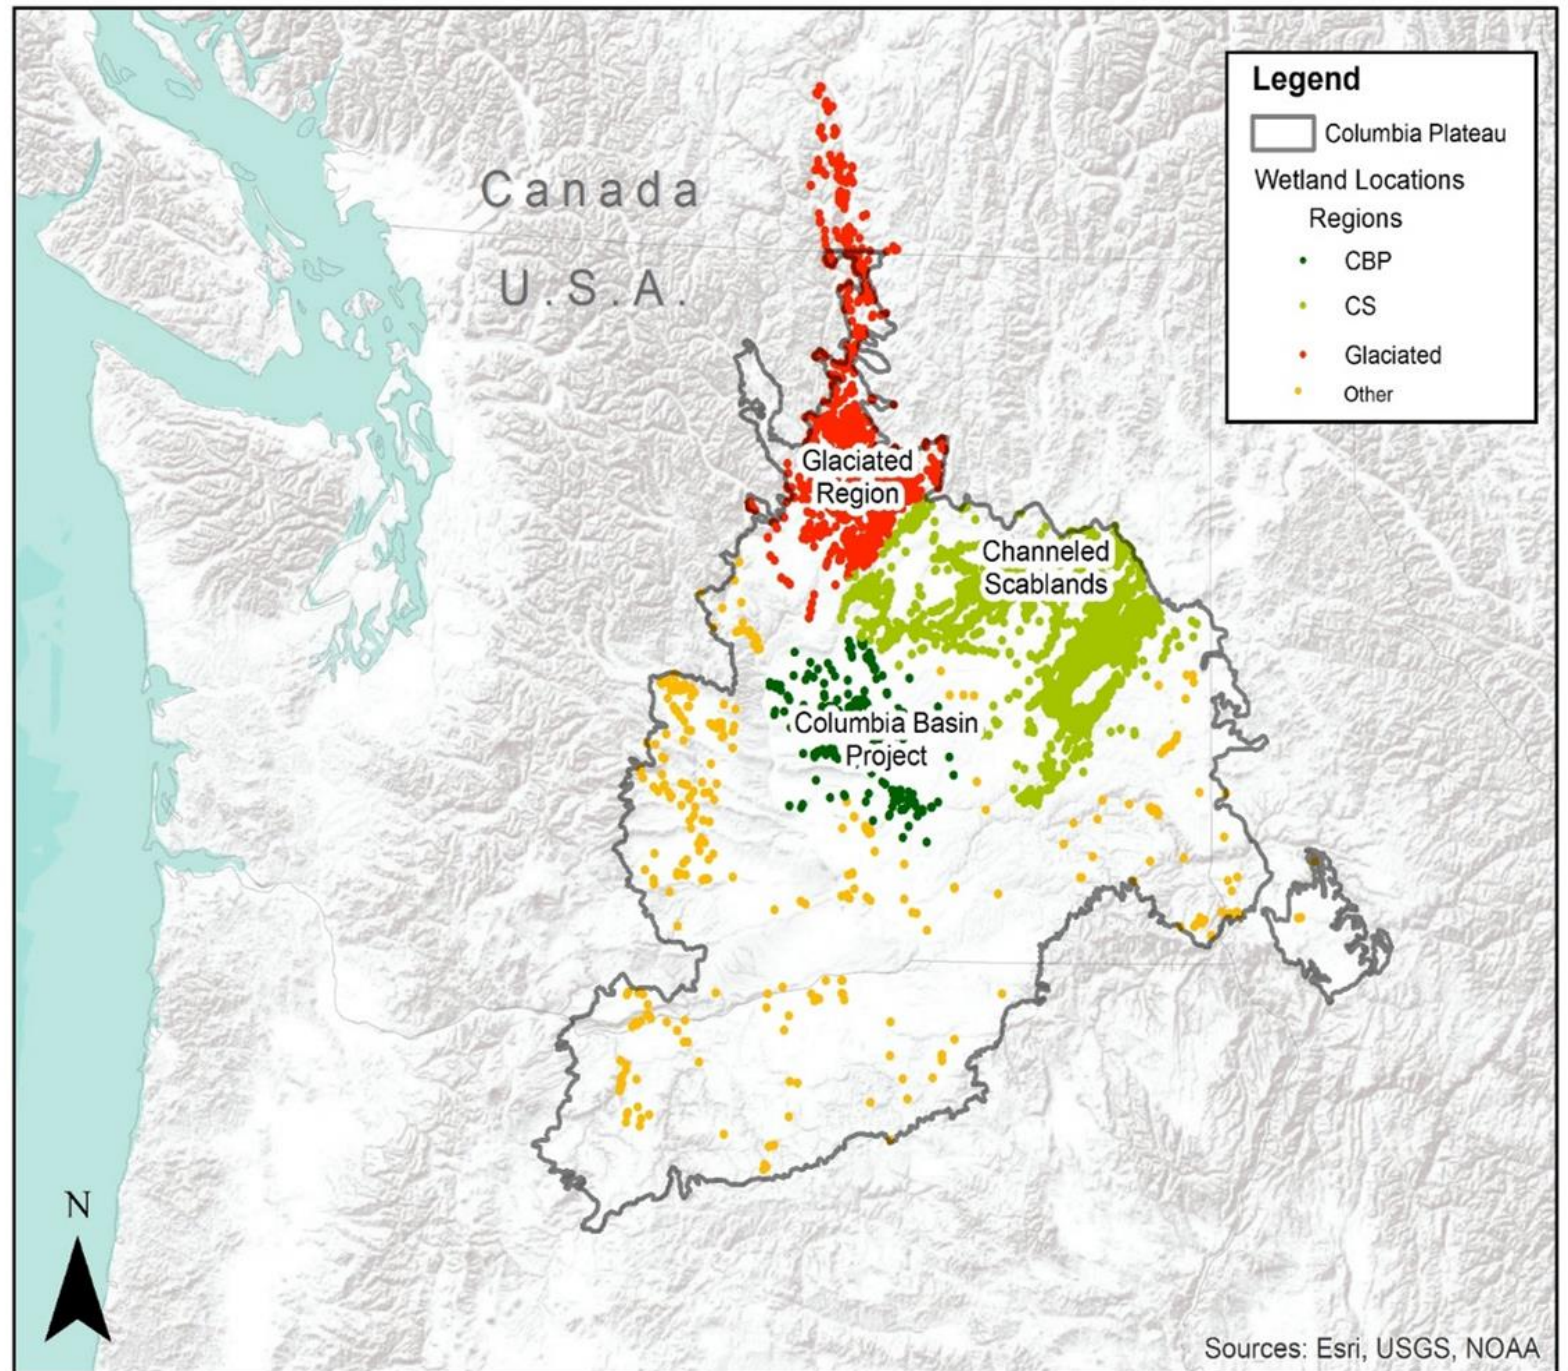 Canada
U.S.A.
Legend
Columbia Plateau
Wetland Locations
Regions
CBP
CS
Glaciated
Other
Glaciated
Region
Channeled
Scablands
Columbia Basin
Project
N
Sources: Esri, USGS, NOAA